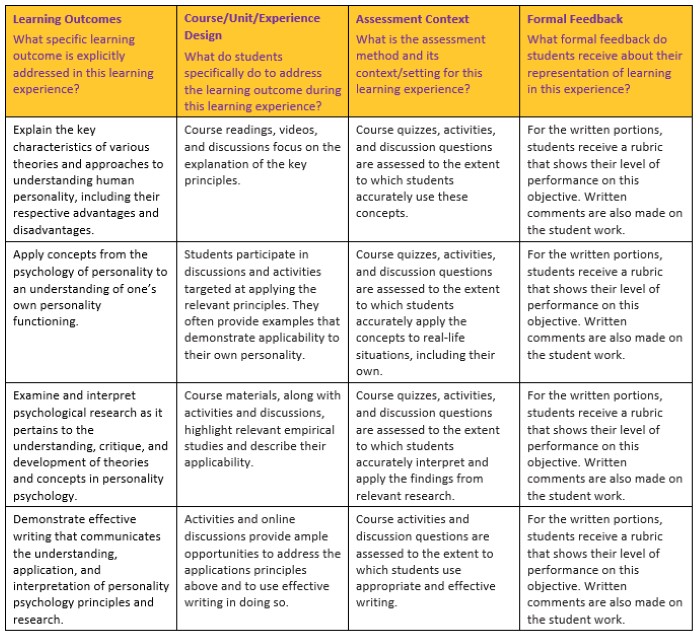 Learning Outcomes
What specific learning
outcome is explicitly
addressed in this learning
experience?
Course/Unit/Experience
Design
What do students
specifically do to address
the learning outcome during
this learning experience?
Assessment Context
What is the assessment
method and its
context/setting for this
learning experience?
Formal Feedback
What formal feedback do
students receive about their
representation of learning
in this experience?
Explain the key
characteristics of various
theories and approaches to
understanding human
personality, including their
respective advantages and
disadvantages.
Course readings, videos,
and discussions focus on the
explanation of the key
principles.
Course quizzes, activities,
and discussion questions
are assessed to the extent
to which students
accurately use these
concepts.
For the written portions,
students receive a rubric
that shows their level of
performance on this
objective. Written
comments are also made on
the student work.
Apply concepts from the
psychology of personality to
an understanding of one's
own personality
functioning.
Students participate in
discussions and activities
targeted at applying the
relevant principles. They
often provide examples that
demonstrate applicability to
their own personality.
Course quizzes, activities,
and discussion questions
are assessed to the extent
to which students
accurately apply the
concepts to real-life
situations, including their
own.
For the written portions,
students receive a rubric
that shows their level of
performance on this
objective. Written
comments are also made on
the student work.
Examine and interpret
psychological research as it
pertains to the
understanding, critique, and
development of theories
and concepts in personality
psychology.
Course materials, along with
activities and discussions,
highlight relevant empirical
studies and describe their
applicability.
Course quizzes, activities,
and discussion questions
are assessed to the extent
to which students
accurately interpret and
apply the findings from
relevant research.
For the written portions,
students receive a rubric
that shows their level of
performance on this
objective. Written
comments are also made on
the student work.
Demonstrate effective
writing that communicates
the understanding,
application, and
interpretation of personality
psychology principles and
research.
Activities and online
discussions provide ample
opportunities to address the
applications principles
above and to use effective
writing in doing so.
Course activities and
discussion questions are
assessed to the extent to
which students use
appropriate and effective
writing.
For the written portions,
students receive a rubric
that shows their level of
performance on this
objective. Written
comments are also made on
the student work.